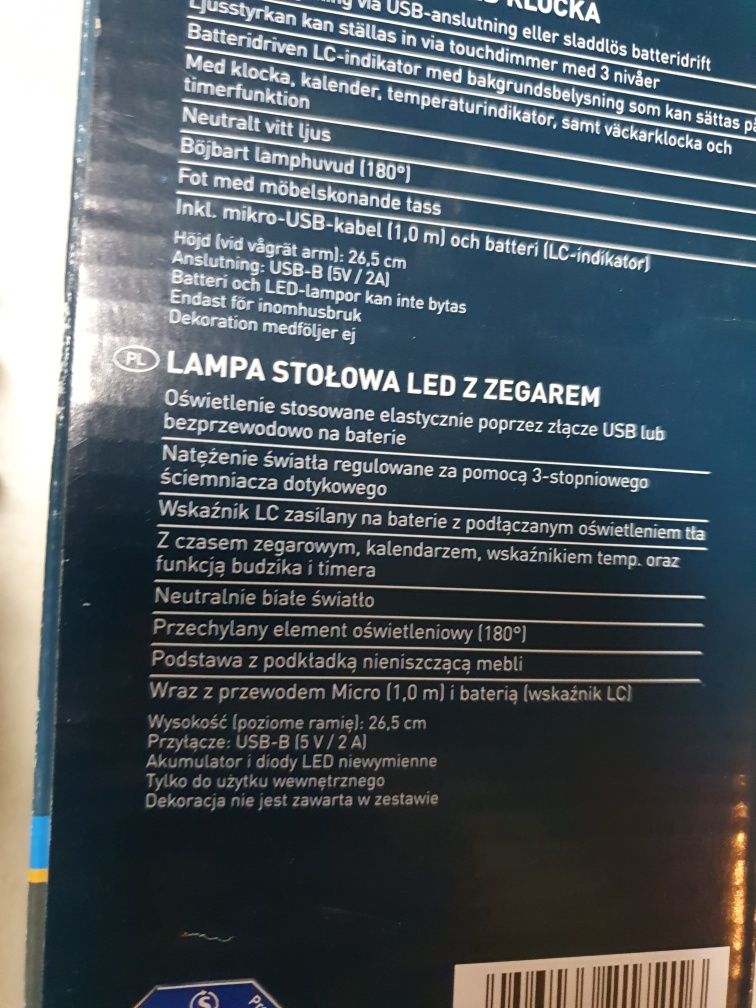 KLOCKA
via USB-anslutning eller sladdlös batteridrift
Ljusstyrkan kan ställas in via touchdimmer med 3 nivåer
Batteridriven LC-indikator med bakgrundsbelysning som kan sättas på
Med klocka, kalender, temperaturindikator, samt väckarklocka och
timerfunktion
Neutralt vitt ljus
Böjbart lamphuvud (180°)
Fot med möbelskonande tass
Inkl. mikro-USB-kabel (1,0 m) och batteri (LC-indikator)
Höjd (vid vågrät arm): 26,5 cm
Anslutning: USB-B (5V / 2A)
Batteri och LED-lampor kan inte bytas
Endast för inomhusbruk
Dekoration medföljer ej
PL LAMPA STOŁOWA LED Z ZEGAREM
Oświetlenie stosowane elastycznie poprzez złącze USB lub
bezprzewodowo na baterie
Natężenie światła regulowane za pomocą 3-stopniowego
ściemniacza dotykowego
Wskaźnik LC zasilany na baterie z podłączanym oświetleniem tła
Z czasem zegarowym, kalendarzem, wskaźnikiem temp. oraz
funkcją budzika i timera
Neutralnie białe światło
Przechylany element oświetleniowy (180°)
Podstawa z podkładką nieniszczącą mebli
Wraz z przewodem Micro (1,0 m) i baterią (wskaźnik LC)
Wysokość (poziome ramię): 26,5 cm
Przyłącze: USB-B (5 V / 2 A)
Akumulator i diody LED niewymienne
Tylko do użytku wewnętrznego
Dekoracja nie jest zawarta w zestawie